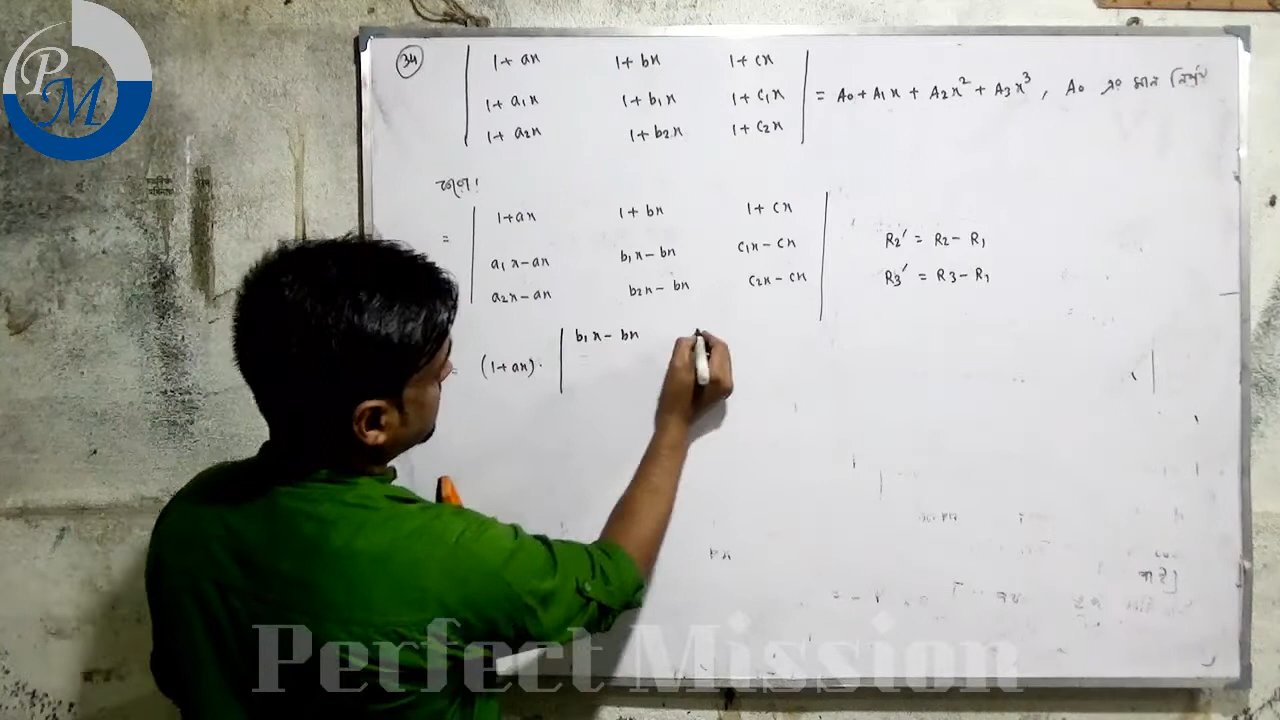 PM
34
| 1 + ax 1 + bx 1 + cx |
| 1 + a₁x 1 + b₁x 1 + c₁x | = A₀ + A₁x + A₂x² + A₃x³, A₀ এর মান নির্ণয়
| 1 + a₂x 1 + b₂x 1 + c₂x |
কর।
| 1+ax 1 + bx 1 + cx | R₂′ = R₂ – R₁
= | a₁x – ax b₁x – bx c₁x – cx |
| a₂x – ax b₂x – bx c₂x – cx | R₃′ = R₃ – R₁
= (1+ax). | b₁x – bx
Perfect Mission